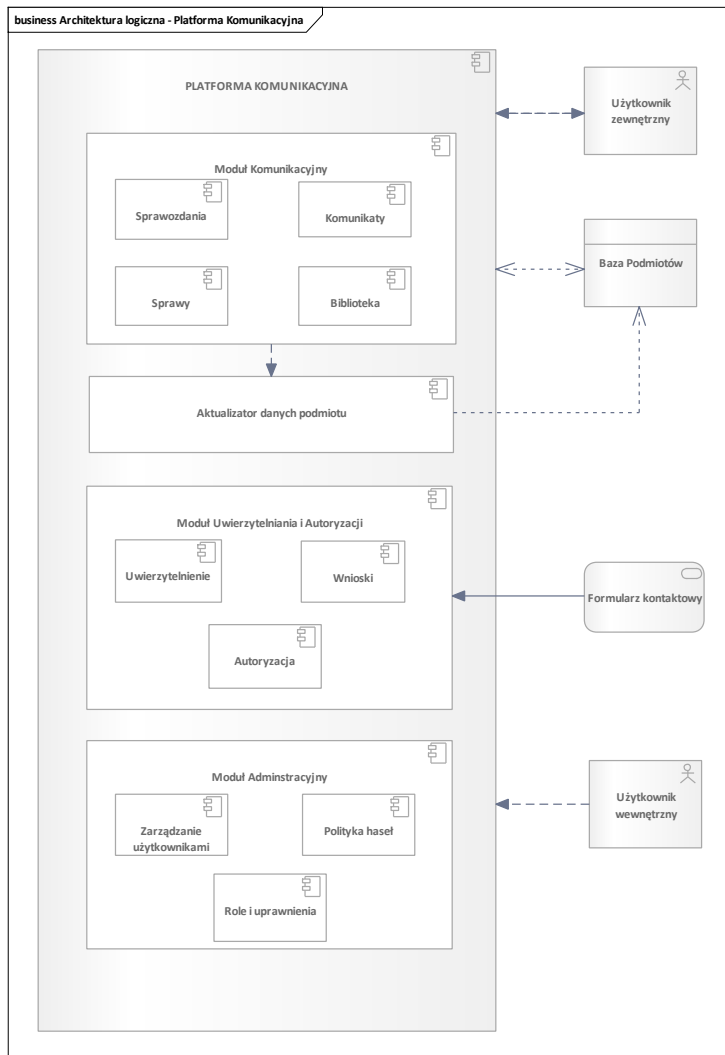 business Architektura logiczna - Platforma Komunikacyjna
PLATFORMA KOMUNIKACYJNA
Użytkownik
zewnętrzny
Moduł Komunikacyjny
Sprawozdania
Komunikaty
Sprawy
Biblioteka
Baza Podmiotów
Aktualizator danych podmiotu
Moduł Uwierzytelniania i Autoryzacji
Uwierzytelnienie
Wnioski
Autoryzacja
Formularz kontaktowy
Moduł Adminstracyjny
Zarządzanie
użytkownikami
Polityka haseł
Role i uprawnienia
Użytkownik
wewnętrzny